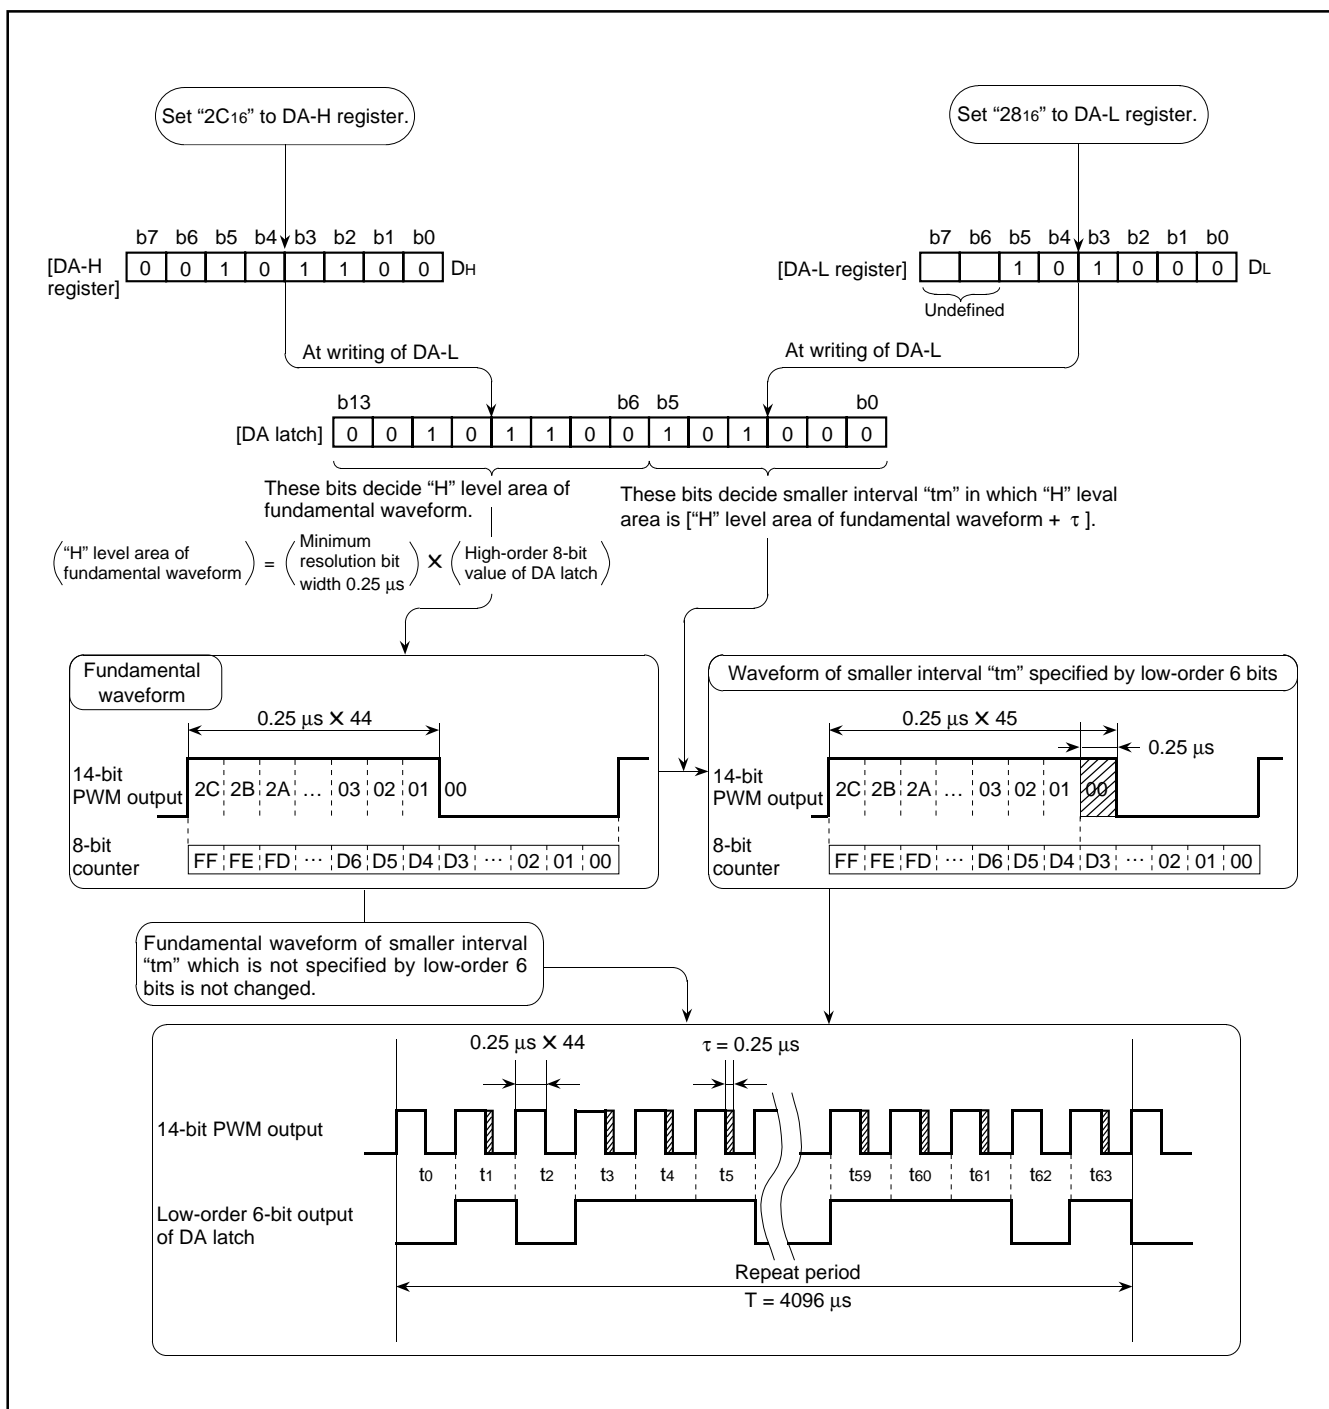 Set “2C16” to DA-H register.
Set “2816” to DA-L register.
b7 b6 b5 b4 b3 b2 b1 b0
[DA-H register] 0 0 1 0 1 1 0 0 DH
b7 b6 b5 b4 b3 b2 b1 b0
[DA-L register] 1 0 1 0 0 0 DL
Undefined
At writing of DA-L
At writing of DA-L
b13 b6 b5 b0
[DA latch] 0 0 1 0 1 1 0 0 1 0 1 0 0 0
These bits decide “H” level area of
fundamental waveform.
These bits decide smaller interval “tm” in which “H” leval
area is [“H” level area of fundamental waveform + τ ].
(“H” level area of
fundamental waveform) = (Minimum
resolution bit
width 0.25 µs) × (High-order 8-bit
value of DA latch)
Fundamental
waveform
0.25 µs × 44
14-bit
PWM output
2C 2B 2A … 03 02 01 00
8-bit
counter
FF FE FD … D6 D5 D4 D3 … 02 01 00
Waveform of smaller interval “tm” specified by low-order 6 bits
0.25 µs × 45
0.25 µs
14-bit
PWM output
2C 2B 2A … 03 02 01 00
8-bit
counter
FF FE FD … D6 D5 D4 D3 … 02 01 00
Fundamental waveform of smaller interval
“tm” which is not specified by low-order 6
bits is not changed.
0.25 µs × 44
τ = 0.25 µs
14-bit PWM output
t0 t1 t2 t3 t4 t5 t59 t60 t61 t62 t63
Low-order 6-bit output
of DA latch
Repeat period
T = 4096 µs